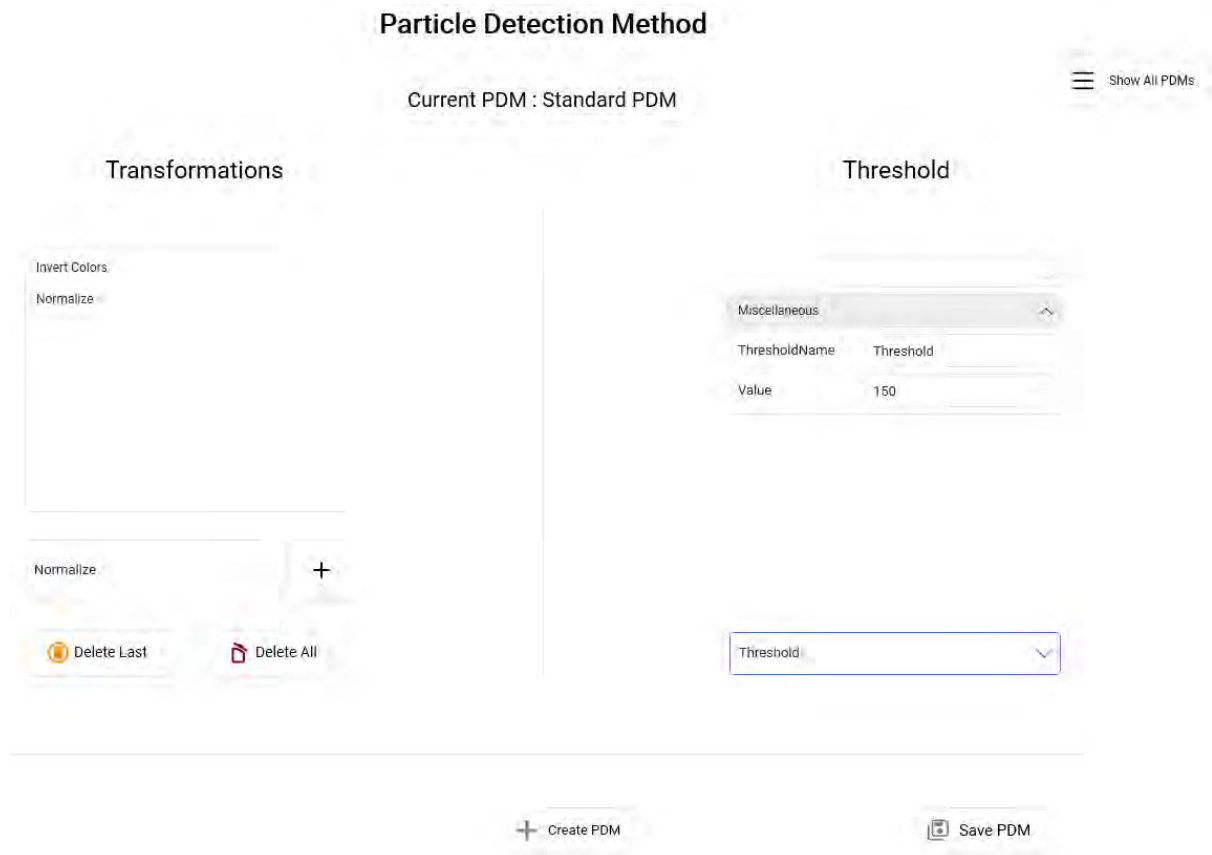 Particle Detection Method
Show All PDMs
Current PDM : Standard PDM
Transformations
Threshold
Invert Colors
Normalize
Miscellaneous
ThresholdName Threshold
Value 150
Normalize
+
Delete Last
Delete All
Threshold
Create PDM
Save PDM